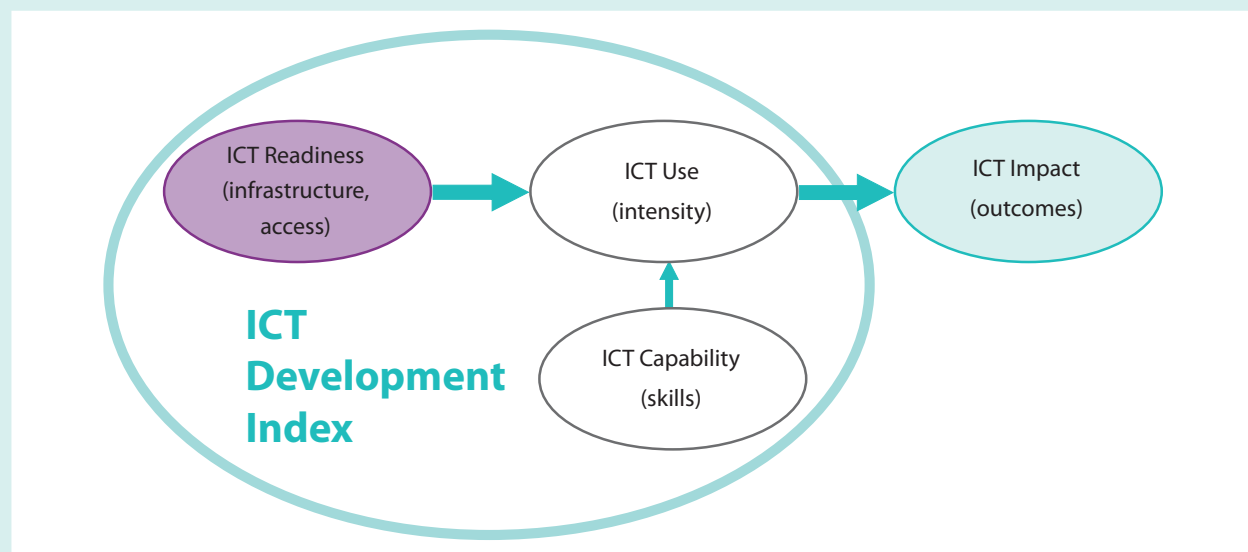 ICT Readiness
(infrastructure,
access)
ICT Use
(intensity)
ICT Impact
(outcomes)
ICT
Development
Index
ICT Capability
(skills)